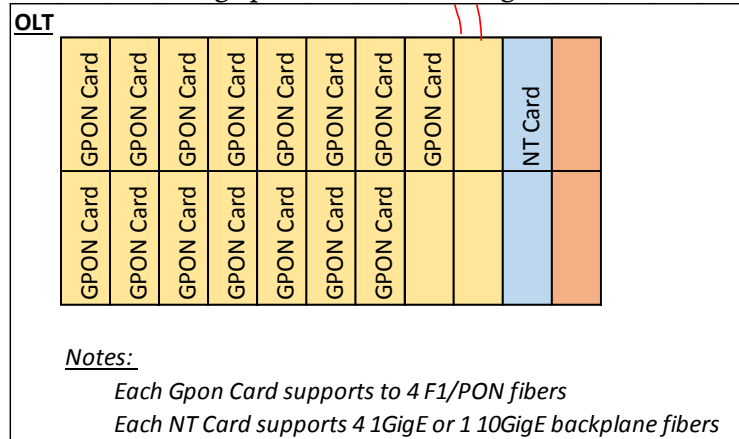 OLT
GPON Card GPON Card GPON Card GPON Card GPON Card GPON Card GPON Card GPON Card NT Card
GPON Card GPON Card GPON Card GPON Card GPON Card GPON Card GPON Card
Notes:
Each Gpon Card supports to 4 F1/PON fibers
Each NT Card supports 4 1GigE or 1 10GigE backplane fibers